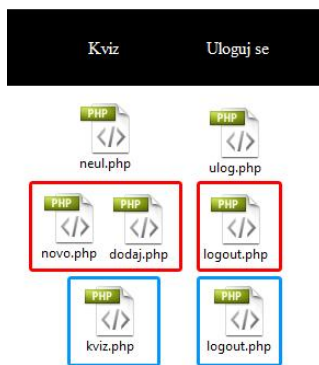 Kviz Uloguj se
PHP PHP
neul.php ulog.php
PHP PHP PHP
novo.php dodaj.php logout.php
PHP PHP
kviz.php logout.php